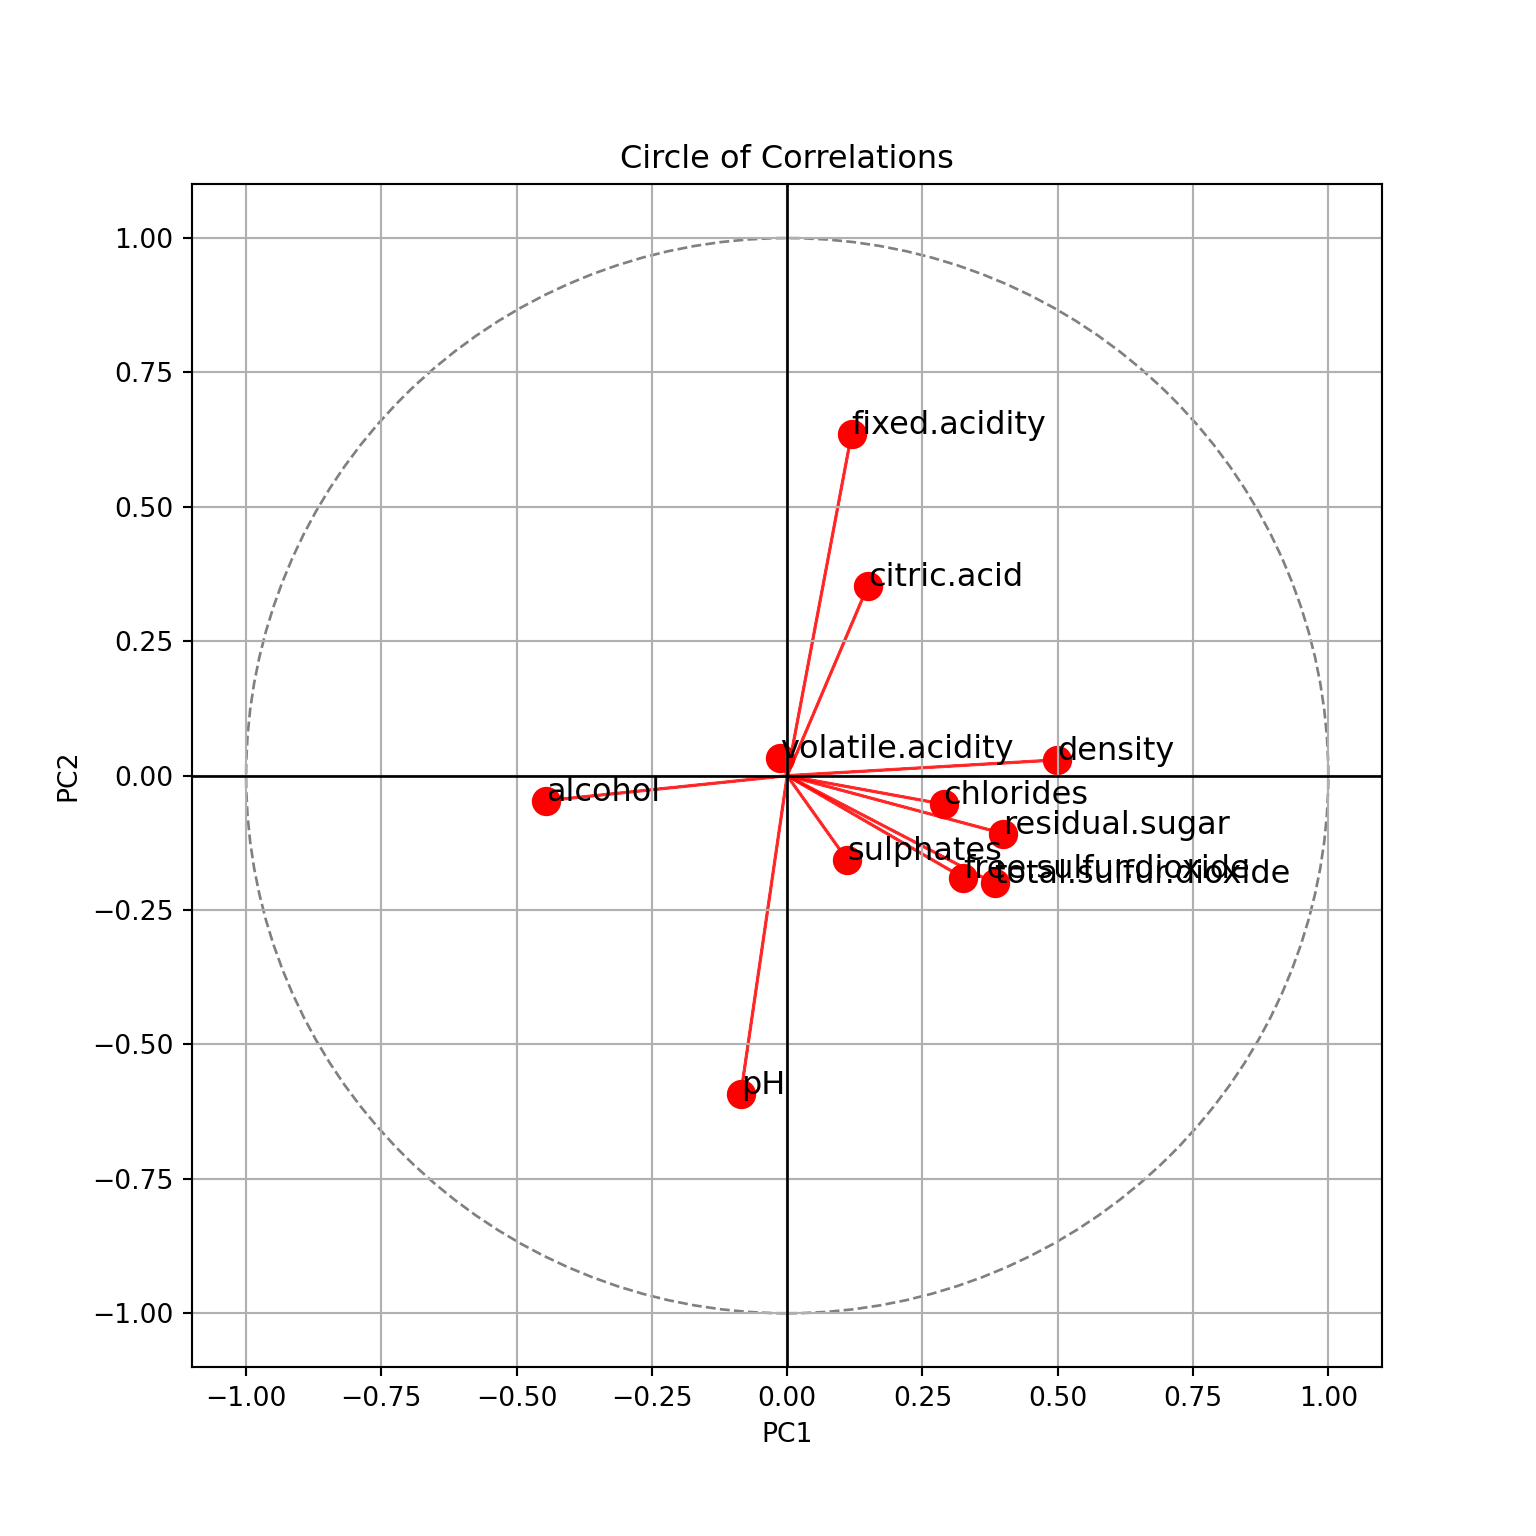 Circle of Correlations
1.00
0.75
0.50
0.25
0.00
−0.25
−0.50
−0.75
−1.00
PC2
fixed.acidity
citric.acid
volatile.acidity
density
alcohol
chlorides
residual.sugar
sulphates
free.sulfur.dioxide
total.sulfur.dioxide
pH
−1.00 −0.75 −0.50 −0.25 0.00 0.25 0.50 0.75 1.00
PC1